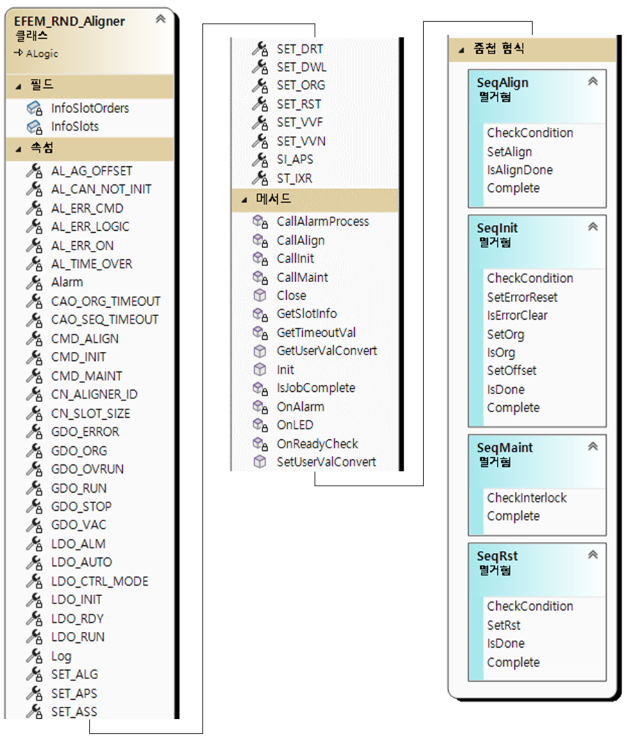 EFEM_RND_Aligner
클래스
ALogic
필드
InfoSlotOrders
InfoSlots
속성
AL_AG_OFFSET
AL_CAN_NOT_INIT
AL_ERR_CMD
AL_ERR_LOGIC
AL_ERR_ON
AL_TIME_OVER
Alarm
CAO_ORG_TIMEOUT
CAO_SEQ_TIMEOUT
CMD_ALIGN
CMD_INIT
CMD_MAINT
CN_ALIGNER_ID
CN_SLOT_SIZE
GDO_ERROR
GDO_ORG
GDO_OVRUN
GDO_RUN
GDO_STOP
GDO_VAC
LDO_ALM
LDO_AUTO
LDO_CTRL_MODE
LDO_INIT
LDO_RDY
LDO_RUN
Log
SET_ALG
SET_APS
SET_ASS
SET_DRT
SET_DWL
SET_ORG
SET_RST
SET_VVF
SET_VVN
SI_APS
ST_IXR
메서드
CallAlarmProcess
CallAlign
CallInit
CallMaint
Close
GetSlotInfo
GetTimeoutVal
GetUserValConvert
Init
IsJobComplete
OnAlarm
OnLED
OnReadyCheck
SetUserValConvert
중첩 형식
SeqAlign
열거형
CheckCondition
SetAlign
IsAlignDone
Complete
SeqInit
열거형
CheckCondition
SetErrorReset
IsErrorClear
SetOrg
IsOrg
SetOffset
IsDone
Complete
SeqMaint
열거형
CheckInterlock
Complete
SeqRst
열거형
CheckCondition
SetRst
IsDone
Complete